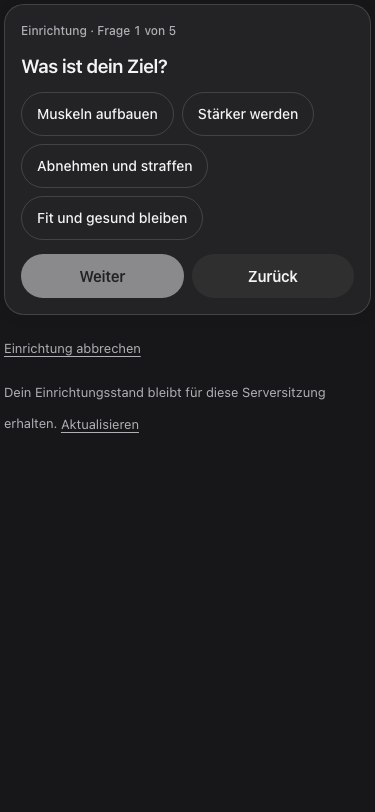 Einrichtung · Frage 1 von 5
Was ist dein Ziel?
Muskeln aufbauen
Stärker werden
Abnehmen und straffen
Fit und gesund bleiben
Weiter
Zurück
Einrichtung abbrechen
Dein Einrichtungsstand bleibt für diese Serversitzung
erhalten. Aktualisieren